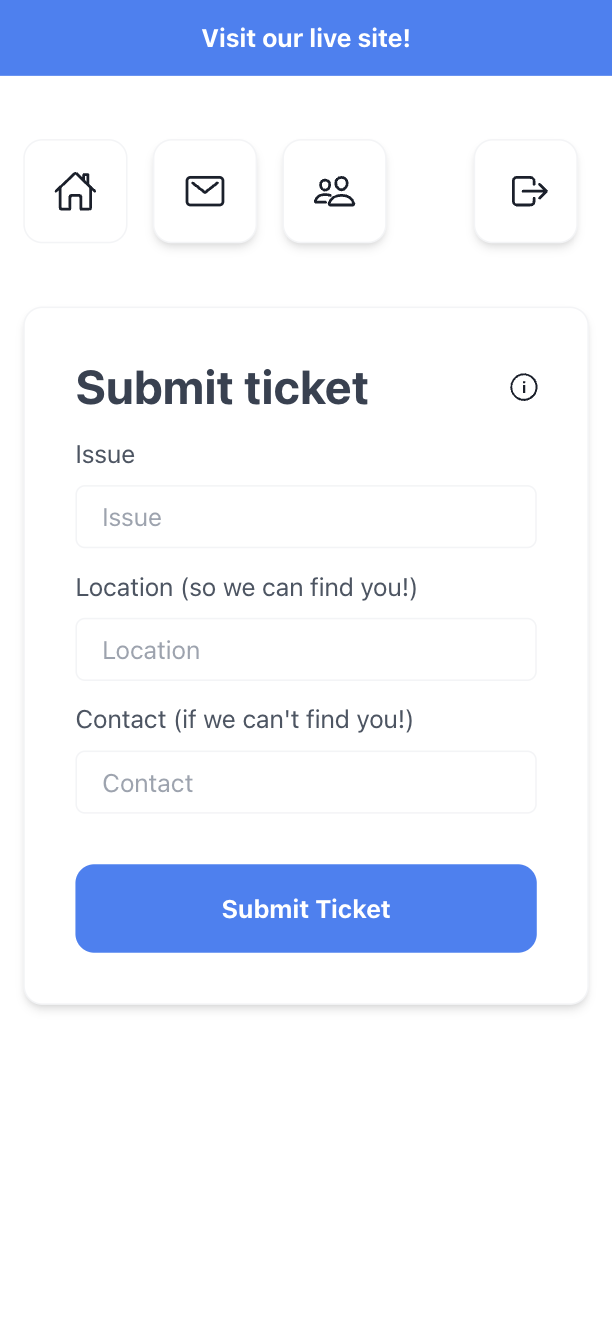 Visit our live site!
Submit ticket
Issue
Issue
Location (so we can find you!)
Location
Contact (if we can't find you!)
Contact
Submit Ticket